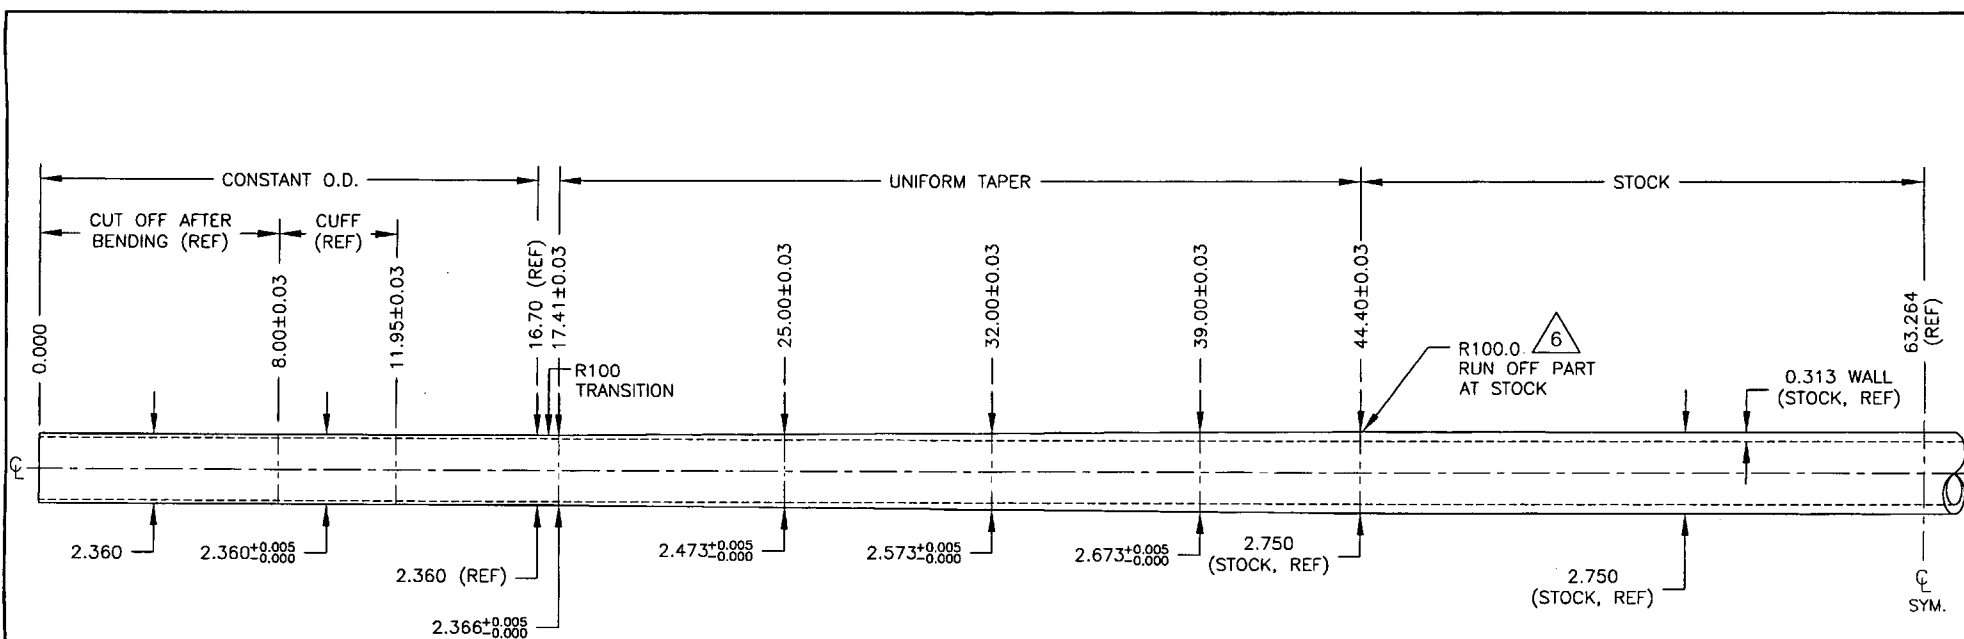 CONSTANT O.D.
UNIFORM TAPER
STOCK
CUT OFF AFTER
BENDING (REF)
CUFF
(REF)
0.000
8.00±0.03
11.95±0.03
16.70 (REF)
17.41±0.03
25.00±0.03
32.00±0.03
39.00±0.03
44.40±0.03
63.264
(REF)
R100
TRANSITION
R100.0 6
RUN OFF PART
AT STOCK
0.313 WALL
(STOCK, REF)
℄
2.360
2.360+0.005
-0.000
2.360 (REF)
2.366+0.005
-0.000
2.473+0.005
-0.000
2.573+0.005
-0.000
2.673+0.005
-0.000
2.750
(STOCK, REF)
2.750
(STOCK, REF)
℄
SYM.